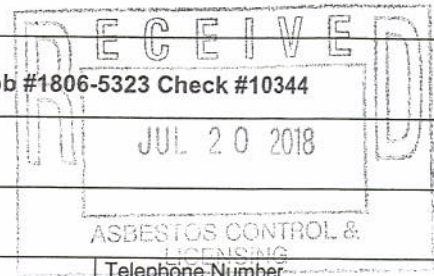 RECEIVED
b #1806-5323 Check #10344
JUL 20 2018
ASBESTOS CONTROL &
LICENSING
Telephone Number